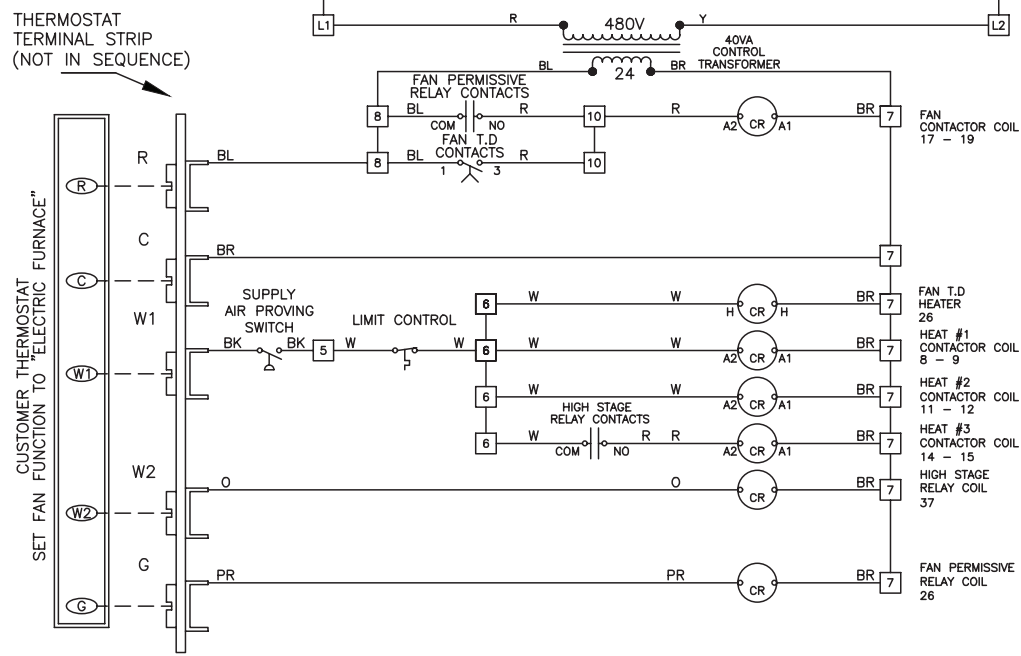 THERMOSTAT
TERMINAL STRIP
(NOT IN SEQUENCE)
L1
R
480V
Y
L2
40VA
CONTROL
TRANSFORMER
BL
24
BR
FAN PERMISSIVE
RELAY CONTACTS
8
BL
COM
NO
R
10
R
A2
CR
A1
BR
7
FAN
CONTACTOR COIL
17 - 19
FAN T.D
CONTACTS
R
BL
8
BL
1
3
R
10
R
C
BR
7
C
W1
SUPPLY
AIR PROVING
SWITCH
LIMIT CONTROL
6
W
W
H
CR
H
BR
7
FAN T.D
HEATER
26
BK
BK
5
W
W
6
W
W
A2
CR
A1
BR
7
HEAT #1
CONTACTOR COIL
8 - 9
W1
6
W
W
A2
CR
A1
BR
7
HEAT #2
CONTACTOR COIL
11 - 12
HIGH STAGE
RELAY CONTACTS
6
W
COM
NO
R
R
A2
CR
A1
BR
7
HEAT #3
CONTACTOR COIL
14 - 15
W2
O
O
CR
BR
7
HIGH STAGE
RELAY COIL
37
W2
G
PR
PR
CR
BR
7
FAN PERMISSIVE
RELAY COIL
26
G
CUSTOMER THERMOSTAT
SET FAN FUNCTION TO "ELECTRIC FURNACE"